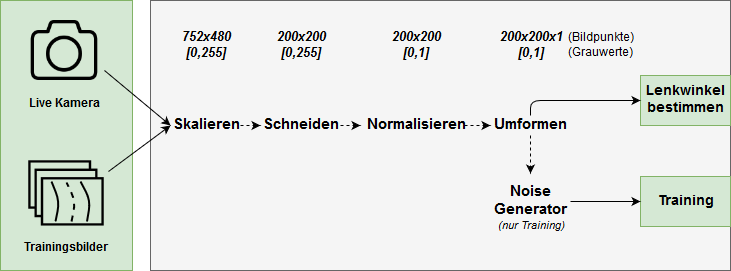 752x480 200x200 200x200 200x200x1 (Bildpunkte)
[0,255] [0,255] [0,1] [0,1] (Grauwerte)
Live Kamera
Lenkwinkel
bestimmen
Skalieren Schneiden Normalisieren Umformen
Noise
Generator
(nur Training)
Training
Trainingsbilder